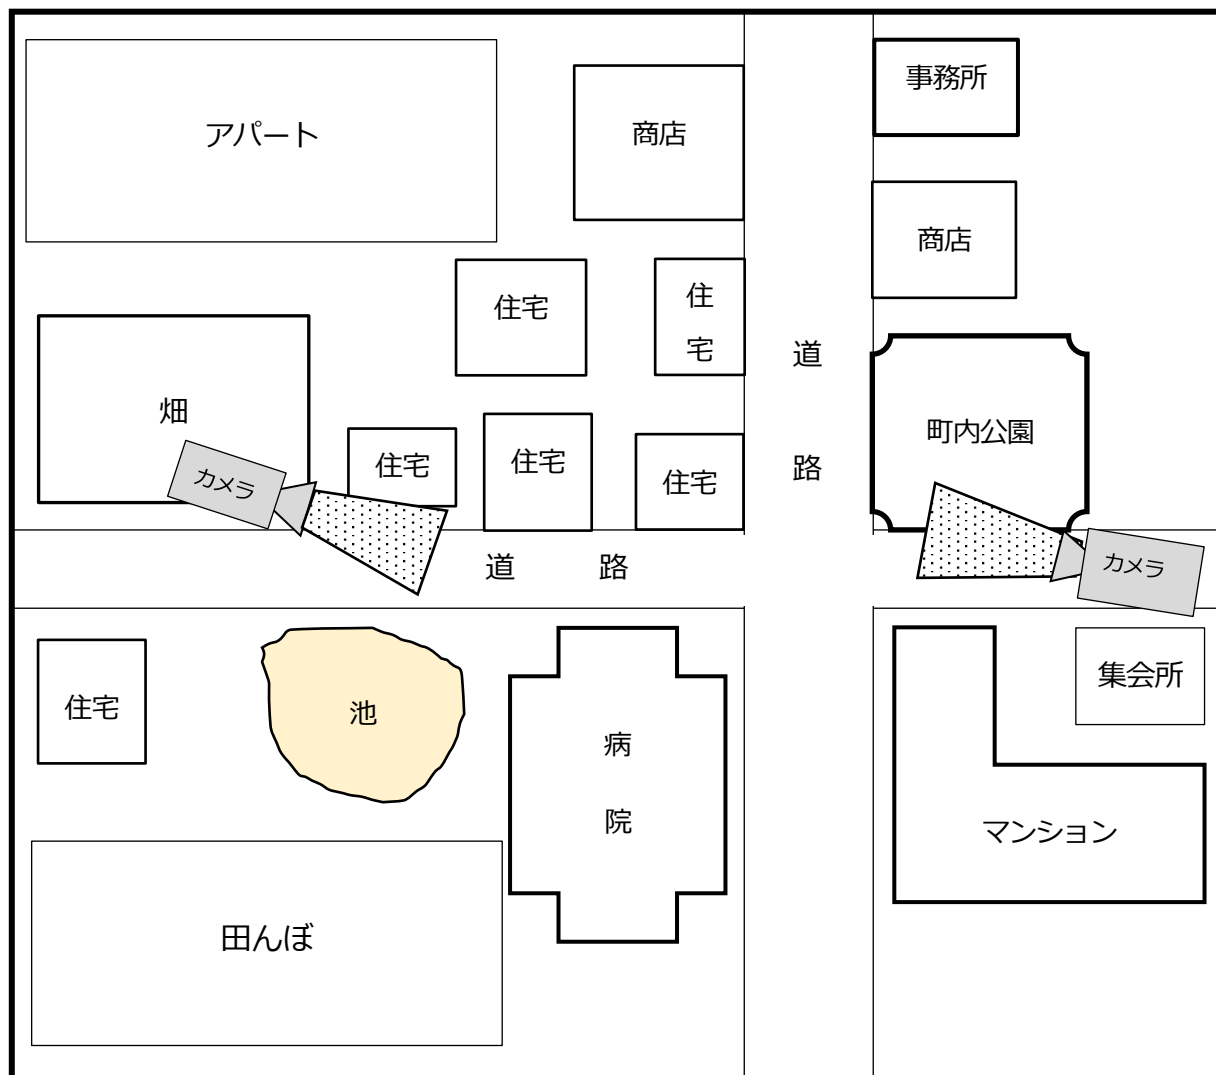 事務所
アパート
商店
商店
住宅
住
宅
道
路
畑
町内公園
カメラ
住宅
住宅
住宅
道 路
カメラ
住宅
池
病
院
集会所
マンション
田んぼ